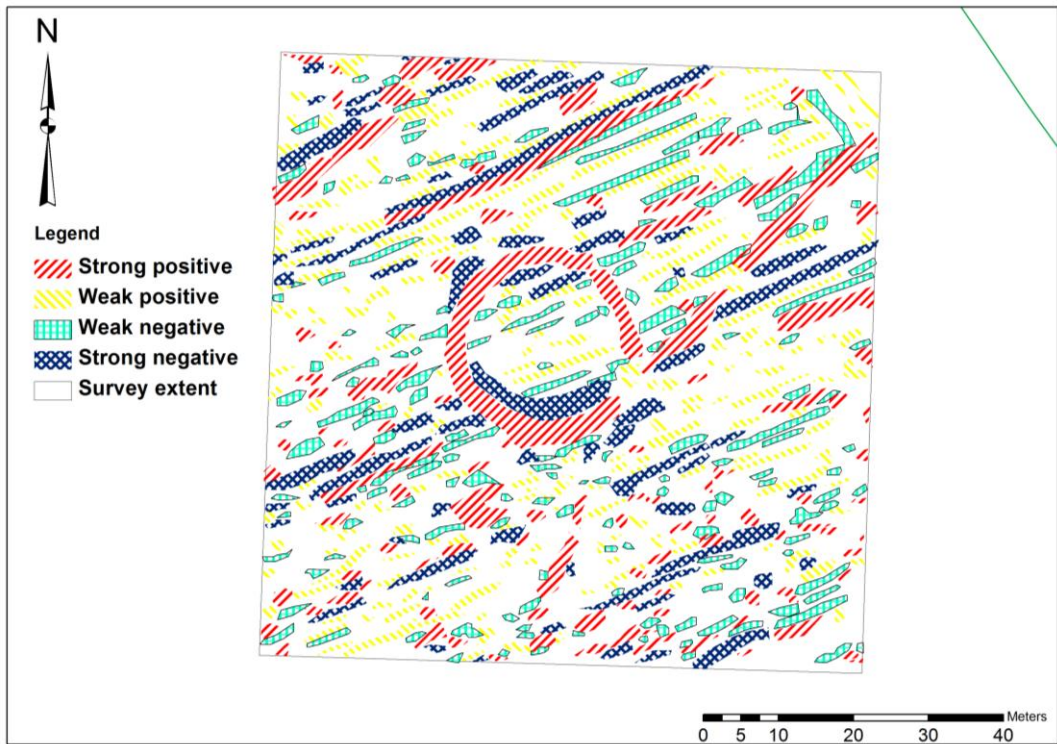 N
Legend
Strong positive
Weak positive
Weak negative
Strong negative
Survey extent
Meters
0 5 10 20 30 40